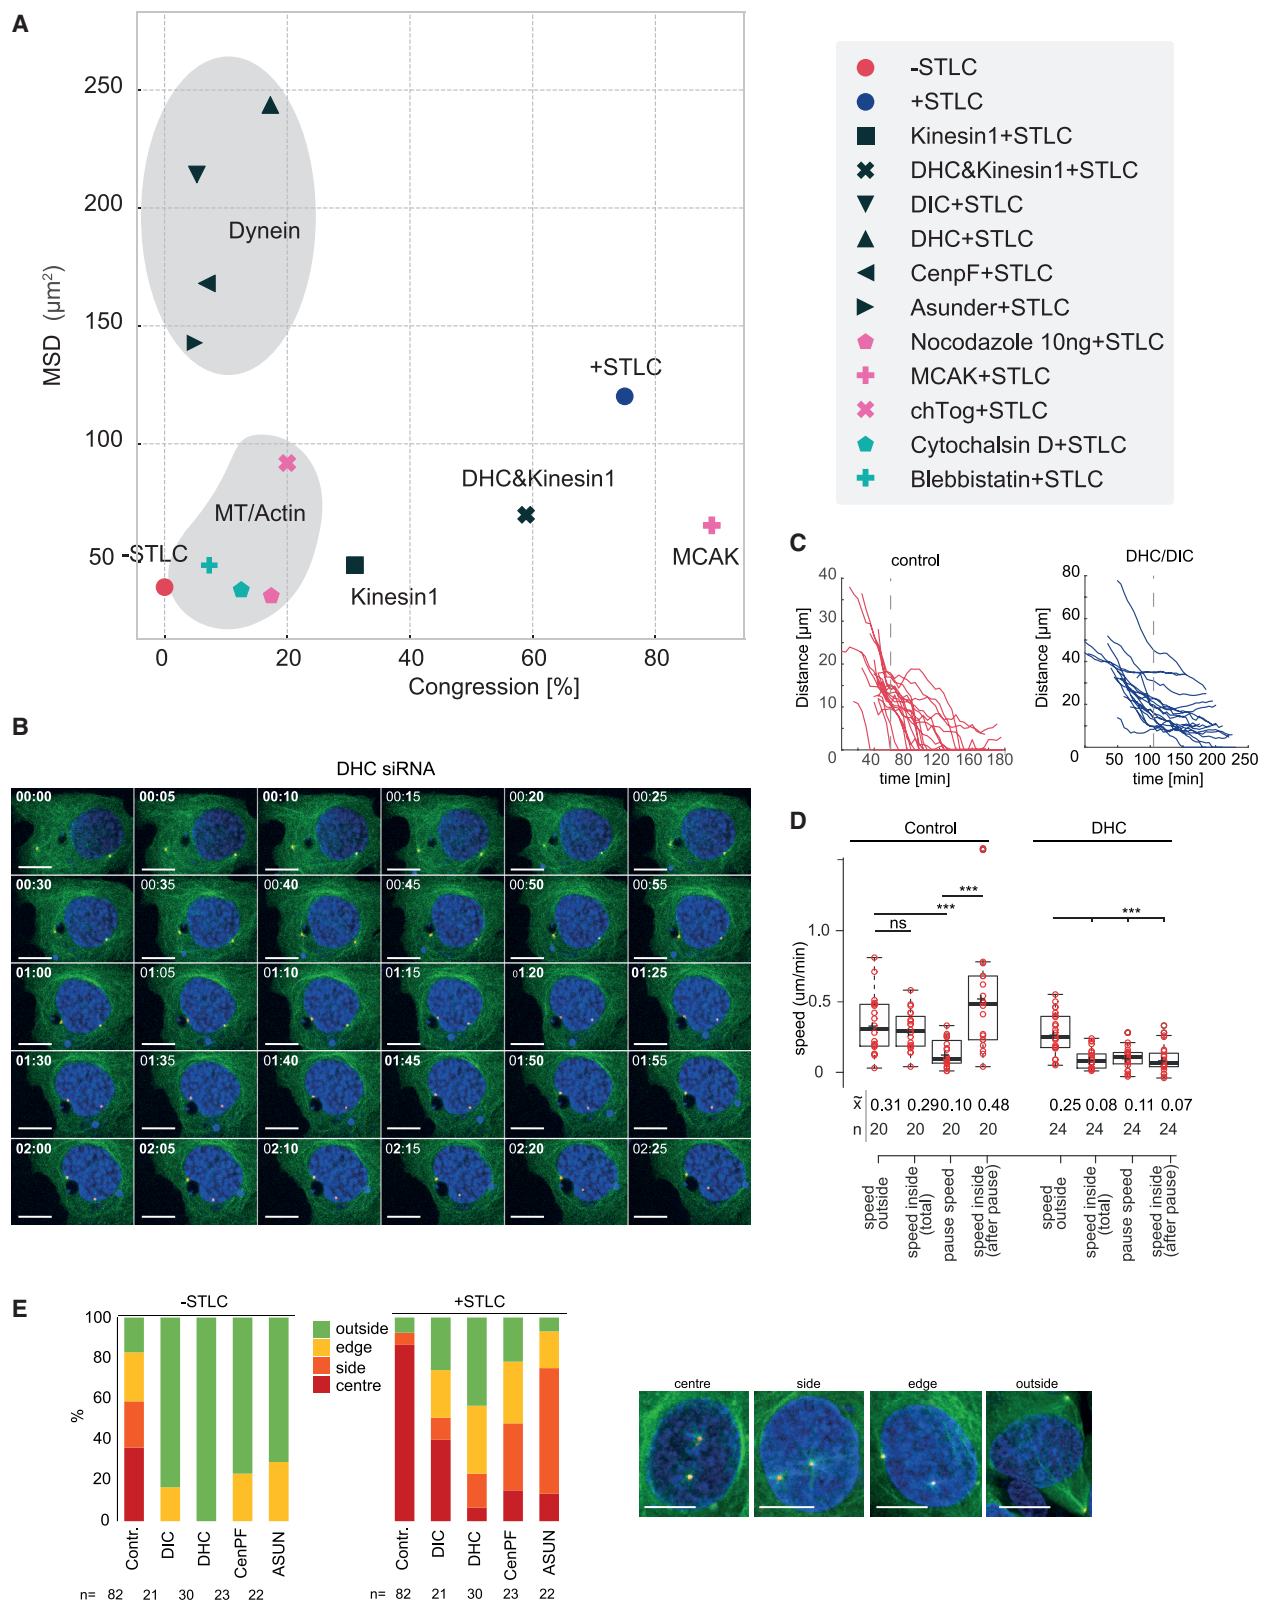 A
250
200
150
100
50
MSD (µm²)
Dynein
+STLC
DHC&Kinesin1
MT/Actin
-STLC
MCAK
Kinesin1
0
20
40
60
80
Congression [%]
-STLC
+STLC
Kinesin1+STLC
DHC&Kinesin1+STLC
DIC+STLC
DHC+STLC
CenpF+STLC
Asunder+STLC
Nocodazole 10ng+STLC
MCAK+STLC
chTog+STLC
Cytochalsin D+STLC
Blebbistatin+STLC
B
DHC siRNA
00:00 00:05 00:10 00:15 00:20 00:25
00:30 00:35 00:40 00:45 00:50 00:55
01:00 01:05 01:10 01:15 01:20 01:25
01:30 01:35 01:40 01:45 01:50 01:55
02:00 02:05 02:10 02:15 02:20 02:25
C
control
40
30
20
10
0
Distance [µm]
40 80 120 140 160 180
time [min]
DHC/DIC
80
60
40
20
0
Distance [µm]
0 50 100 150 200 250
time [min]
D
Control DHC
***
***
ns
***
1.0
0.5
0
speed (um/min)
x̃ 0.31 0.29 0.10 0.48 0.25 0.08 0.11 0.07
n 20 20 20 20 24 24 24 24
speed outside
speed inside (total)
pause speed
speed inside (after pause)
speed outside
speed inside (total)
pause speed
speed inside (after pause)
E
-STLC
100
80
60
40
20
0
%
Contr. DIC DHC CenPF ASUN
n= 82 21 30 23 22
outside
edge
side
centre
+STLC
Contr. DIC DHC CenPF ASUN
n= 82 21 30 23 22
centre side edge outside